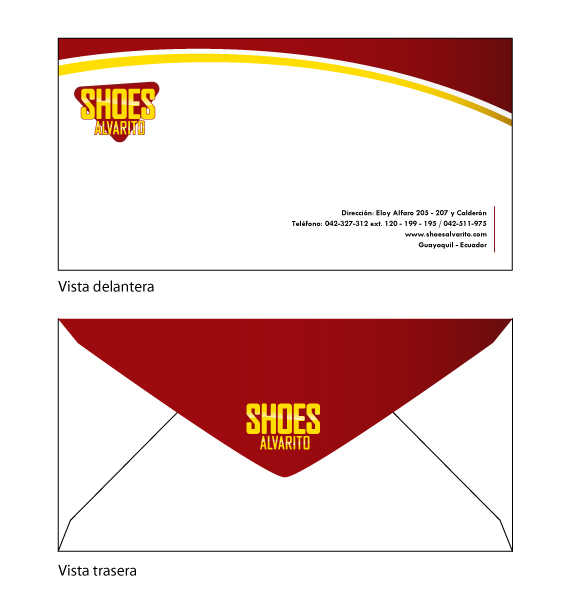 SHOES
ALVARITO
Dirección: Eloy Alfaro 205 - 207 y Calderón
Teléfono: 042-327-312 ext. 120 - 199 - 195 / 042-511-975
www.shoesalvarito.com
Guayaquil - Ecuador
Vista delantera
SHOES
ALVARITO
Vista trasera